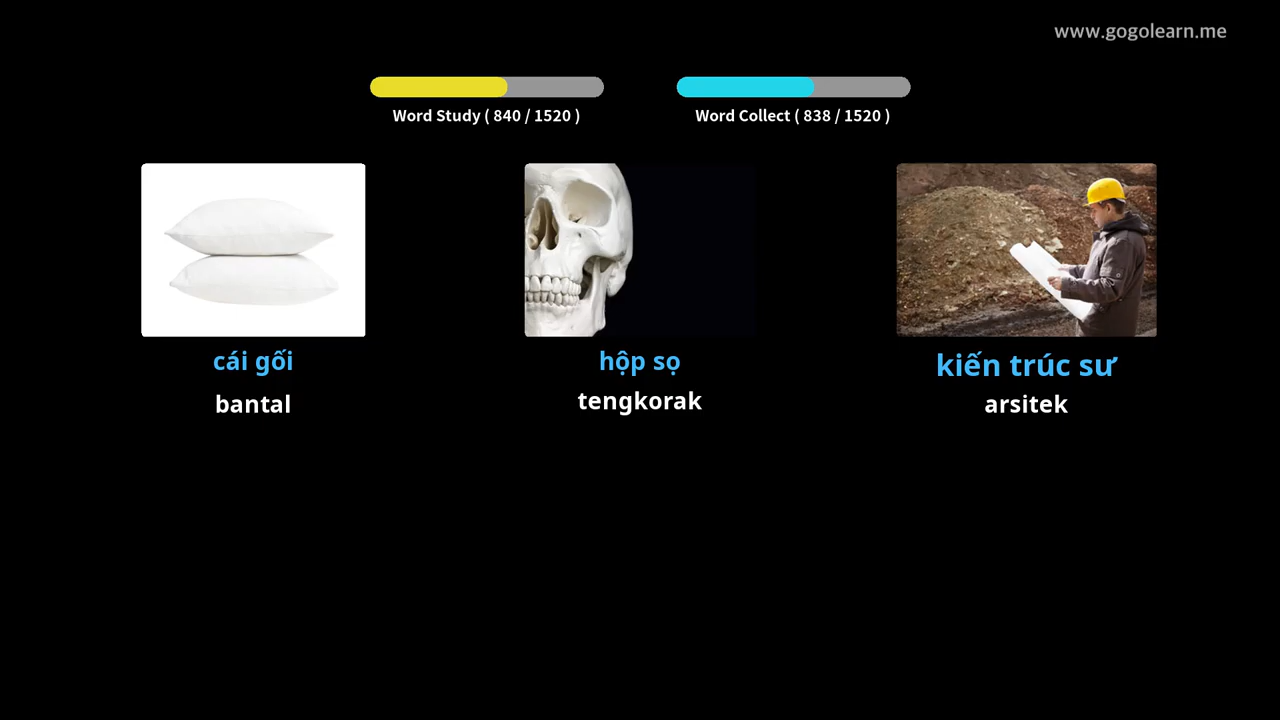 www.gogolearn.me
Word Study ( 840 / 1520 )
Word Collect ( 838 / 1520 )
cái gối
bantal
hộp sọ
tengkorak
kiến trúc sư
arsitek